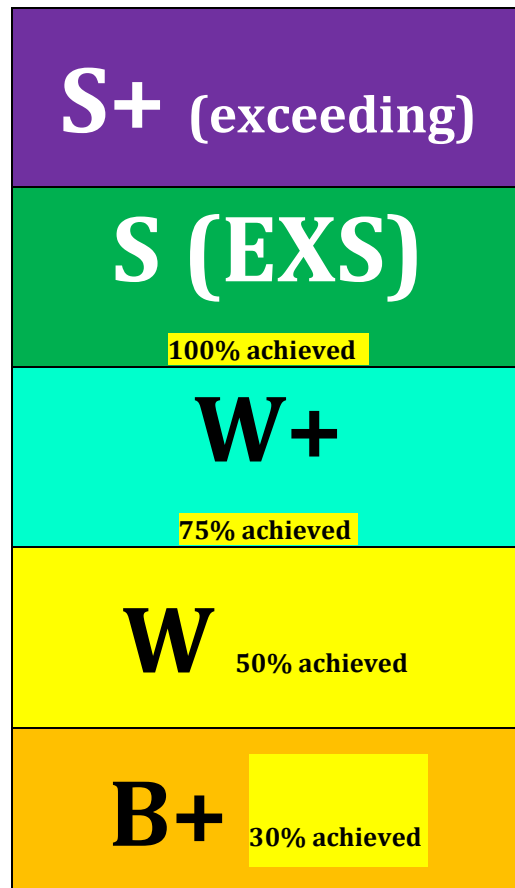 S+ (exceeding)
S (EXS)
100% achieved
W+
75% achieved
W 50% achieved
B+ 30% achieved